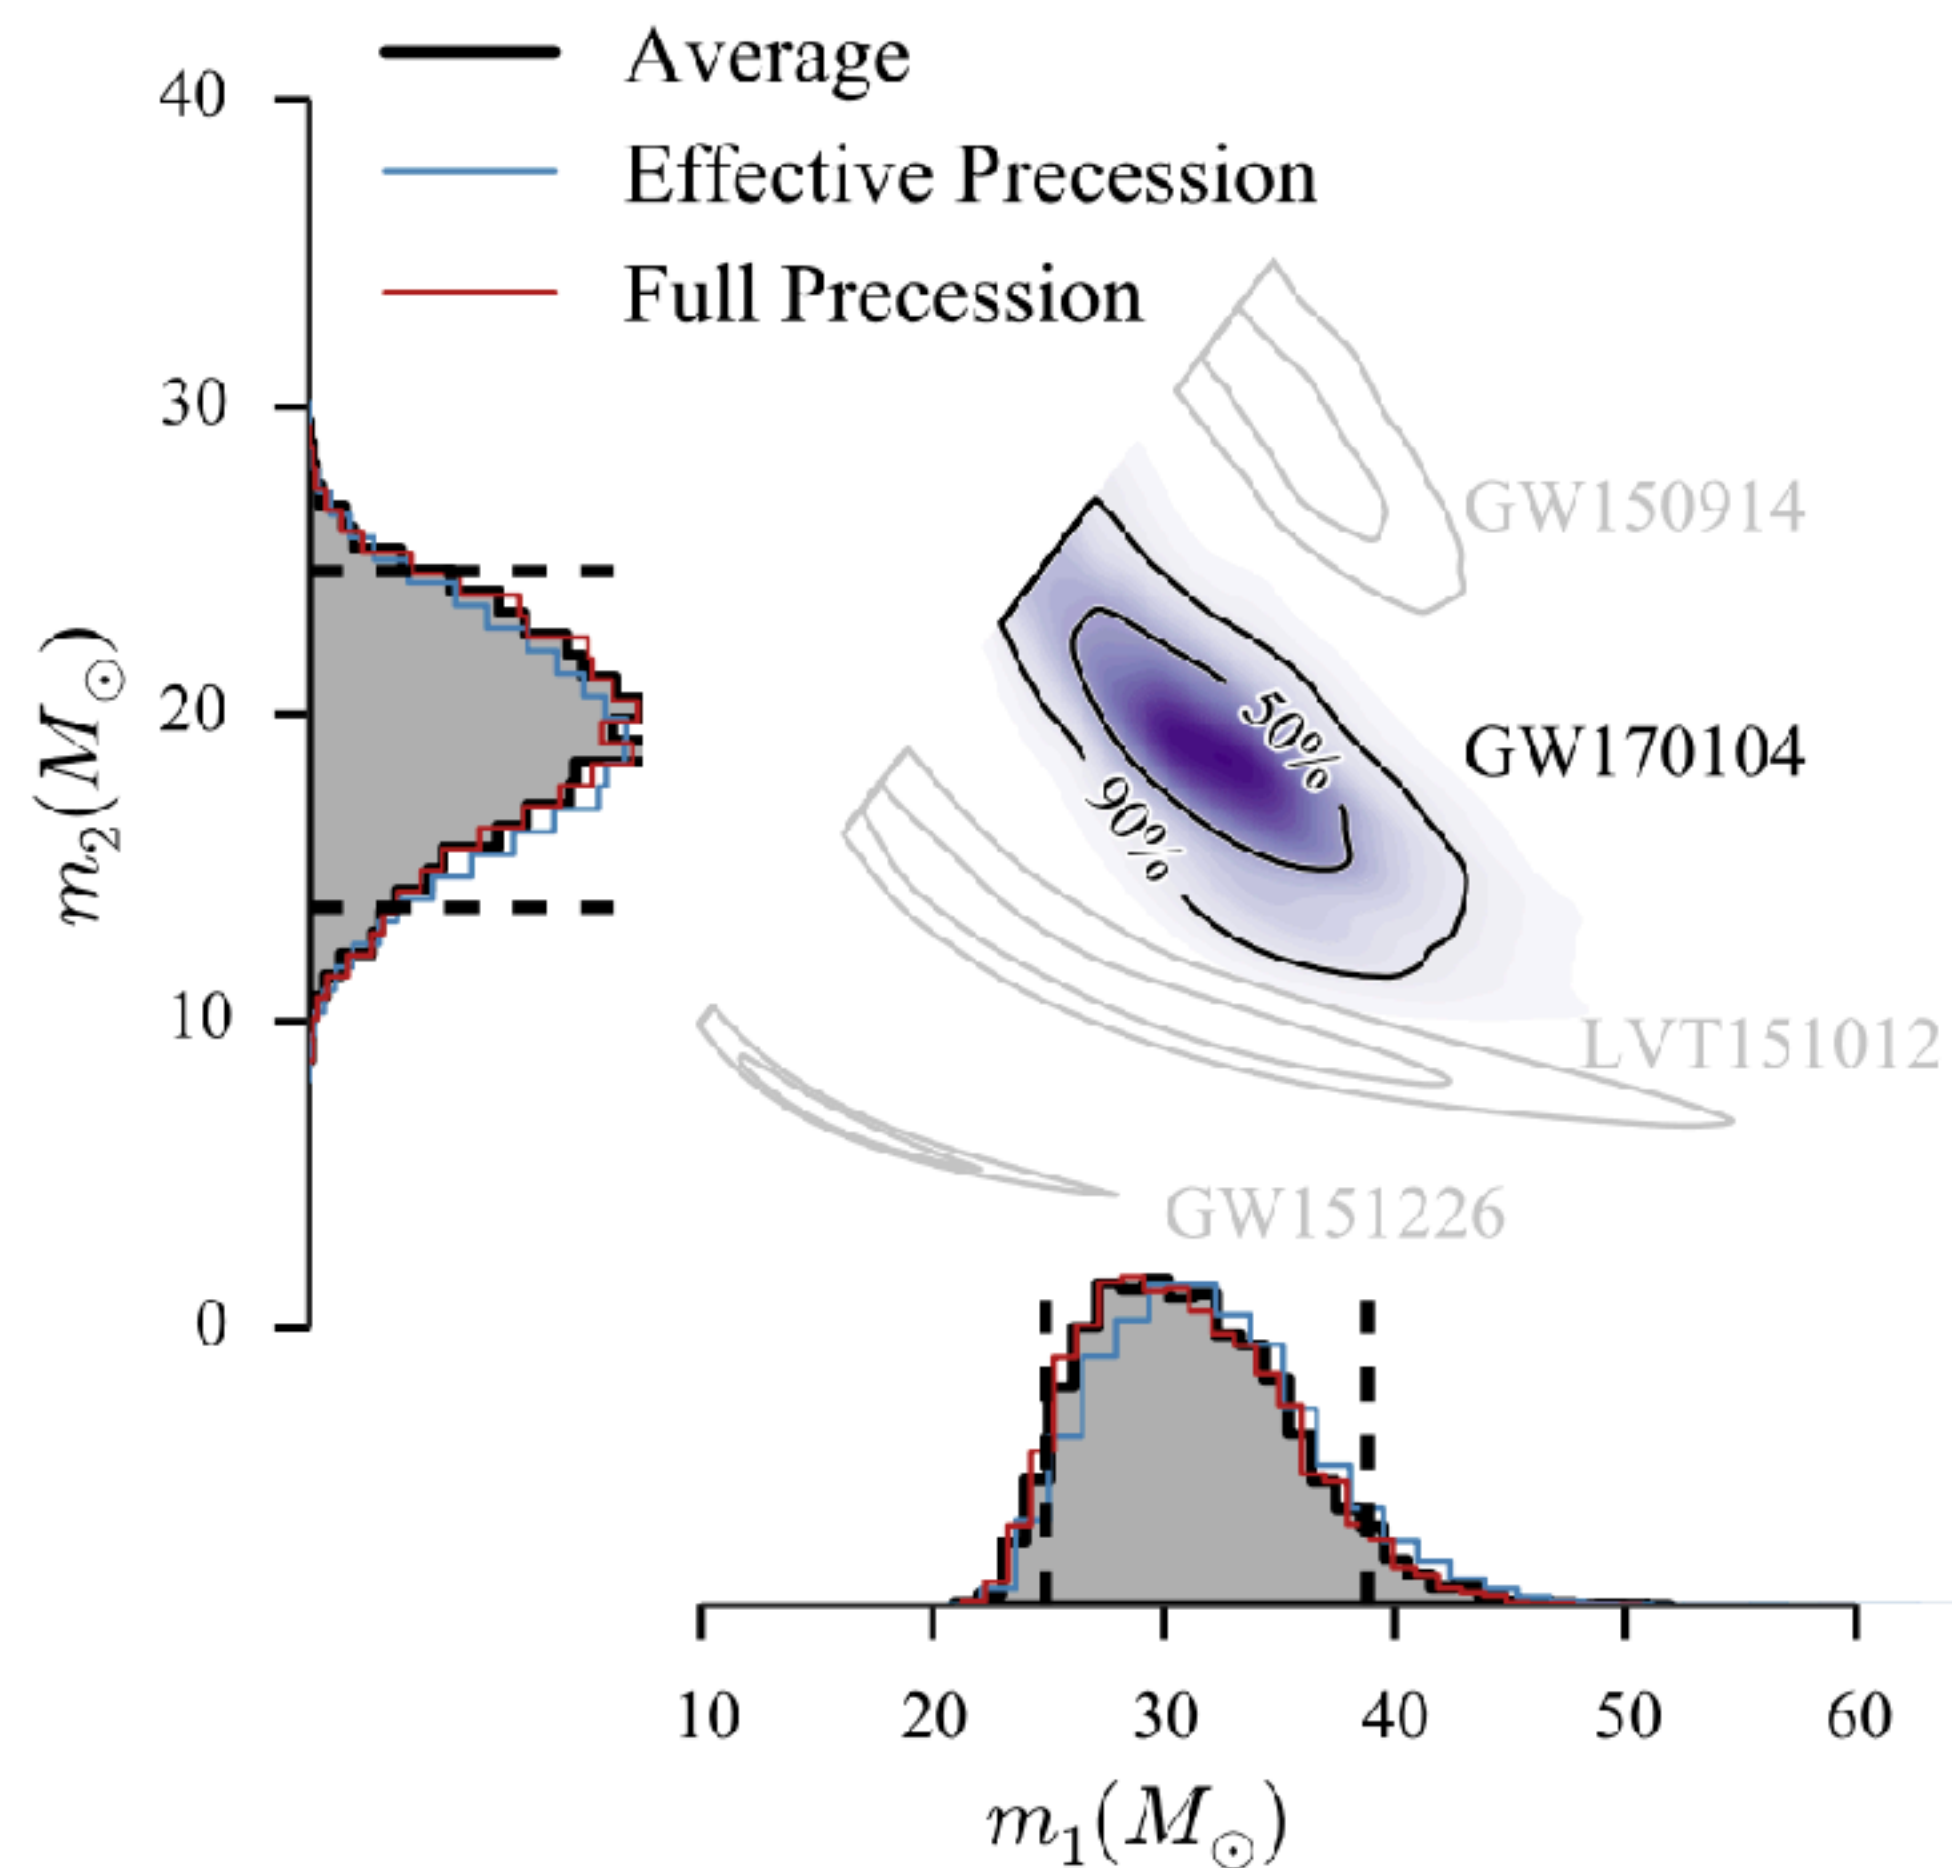 Average
Effective Precession
Full Precession
40
30
20
10
0
m₂(M⊙)
GW150914
GW170104
50%
90%
LVT151012
GW151226
10 20 30 40 50 60
m₁(M⊙)